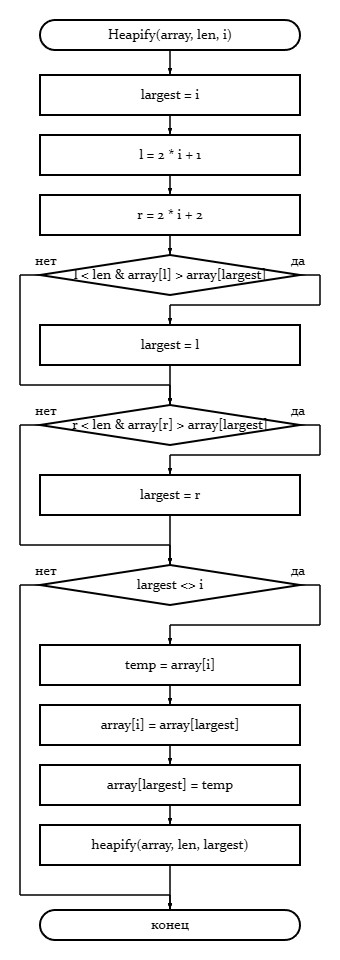 Heapify(array, len, i)
largest = i
l = 2 * i + 1
r = 2 * i + 2
нет
да
l < len & array[l] > array[largest]
largest = l
нет
да
r < len & array[r] > array[largest]
largest = r
нет
да
largest <> i
temp = array[i]
array[i] = array[largest]
array[largest] = temp
heapify(array, len, largest)
конец